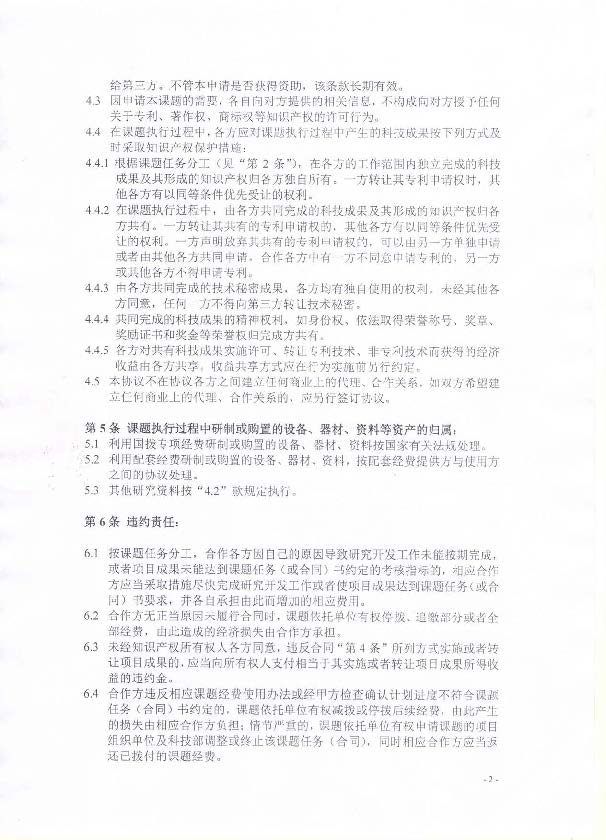 给第三方。不管本申请是否获得资助，该条款长期有效。
4.3 因申请本课题的需要，各自向对方提供的相关信息，不构成向对方授予任何
关于专利、著作权、商标权等知识产权的许可行为。
4.4 在课题执行过程中，各方应对课题执行过程中产生的科技成果按下列方式及
时采取知识产权保护措施：
4.4.1 根据课题任务分工（见“第 2 条”），在各方的工作范围内独立完成的科技
成果及其形成的知识产权归各方独自所有。一方转让其专利申请权时，其
他各方有以同等条件优先受让的权利。
4.4.2 在课题执行过程中，由各方共同完成的科技成果及其形成的知识产权归各
方共有。一方转让其共有的专利申请权的，其他各方有以同等条件优先受
让的权利。一方声明放弃其共有的专利申请权的，可以由另一方单独申请
或者由其他各方共同申请。合作各方中有一方不同意申请专利的，另一方
或其他各方不得申请专利。
4.4.3 由各方共同完成的技术秘密成果，各方均有独自使用的权利。未经其他各
方同意，任何一方不得向第三方转让技术秘密。
4.4.4 共同完成的科技成果的精神权利，如身份权、依法取得荣誉称号、奖章、
奖励证书和奖金等荣誉权归完成方共有。
4.4.5 各方对共有科技成果实施许可、转让专利技术、非专利技术而获得的经济
收益由各方共享。收益共享方式应在行为实施前另行约定。
4.5 本协议不在协议各方之间建立任何商业上的代理、合作关系。如双方希望建
立任何商业上的代理、合作关系的，应另行签订协议。
第 5 条 课题执行过程中研制或购置的设备、器材、资料等资产的归属：
5.1 利用国拨专项经费研制或购置的设备、器材、资料按国家有关法规处理。
5.2 利用配套经费研制或购置的设备、器材、资料，按配套经费提供方与使用方
之间的协议处理。
5.3 其他研究资料按“4.2”款规定执行。
第 6 条 违约责任：
6.1 按课题任务分工，合作各方因自己的原因导致研究开发工作未能按期完成，
或者项目成果未能达到课题任务（或合同）书约定的考核指标的，相应合作
方应当采取措施尽快完成研究开发工作或者使项目成果达到课题任务（或合
同）书要求，并各自承担由此而增加的相应费用。
6.2 合作方无正当原因未履行合同时，课题依托单位有权停拨、追缴部分或者全
部经费，由此造成的经济损失由合作方承担。
6.3 未经知识产权所有权人各方同意，违反合同“第 4 条”所列方式实施或者转
让项目成果的，应当向所有权人支付相当于其实施或者转让项目成果所得收
益的违约金。
6.4 合作方违反相应课题经费使用办法或经甲方检查确认计划进度不符合课题
任务（合同）书约定的，课题依托单位有权减拨或停拨后续经费，由此产生
的损失由相应合作方负担；情节严重的，课题依托单位有权申请课题的项目
组织单位及科技部调整或终止该课题任务（合同），同时相应合作方应当返
还已拨付的课题经费。
- 2 -